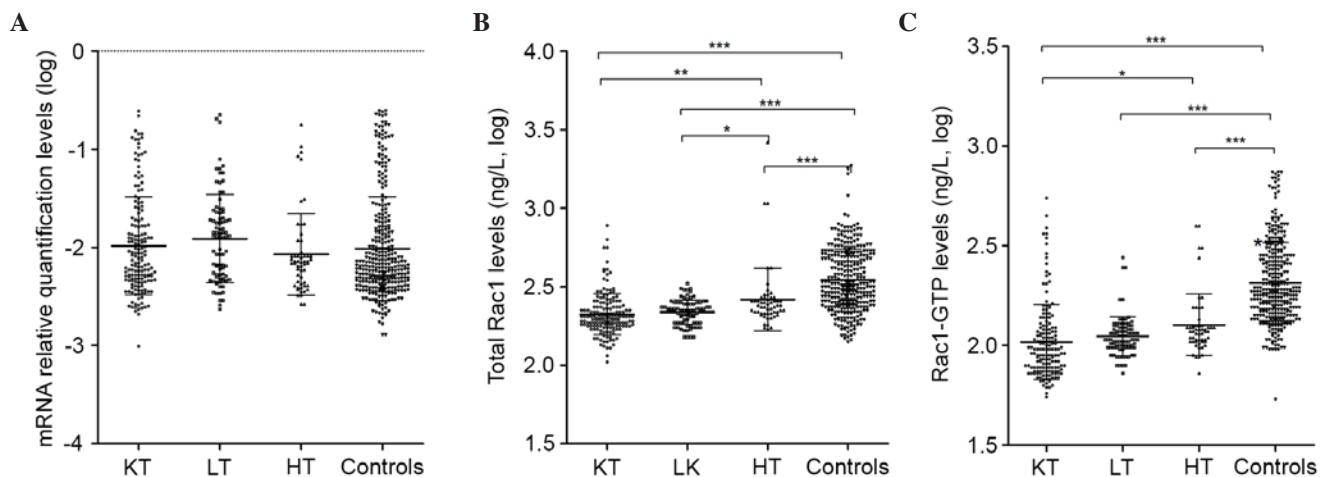 A
mRNA relative quantification levels (log)
0
-1
-2
-3
-4
KT LT HT Controls
B
Total Rac1 levels (ng/L, log)
4.0
3.5
3.0
2.5
2.0
1.5
KT LK HT Controls
***
**
***
*
***
C
Rac1-GTP levels (ng/L, log)
3.5
3.0
2.5
2.0
1.5
KT LT HT Controls
***
*
***
***
*